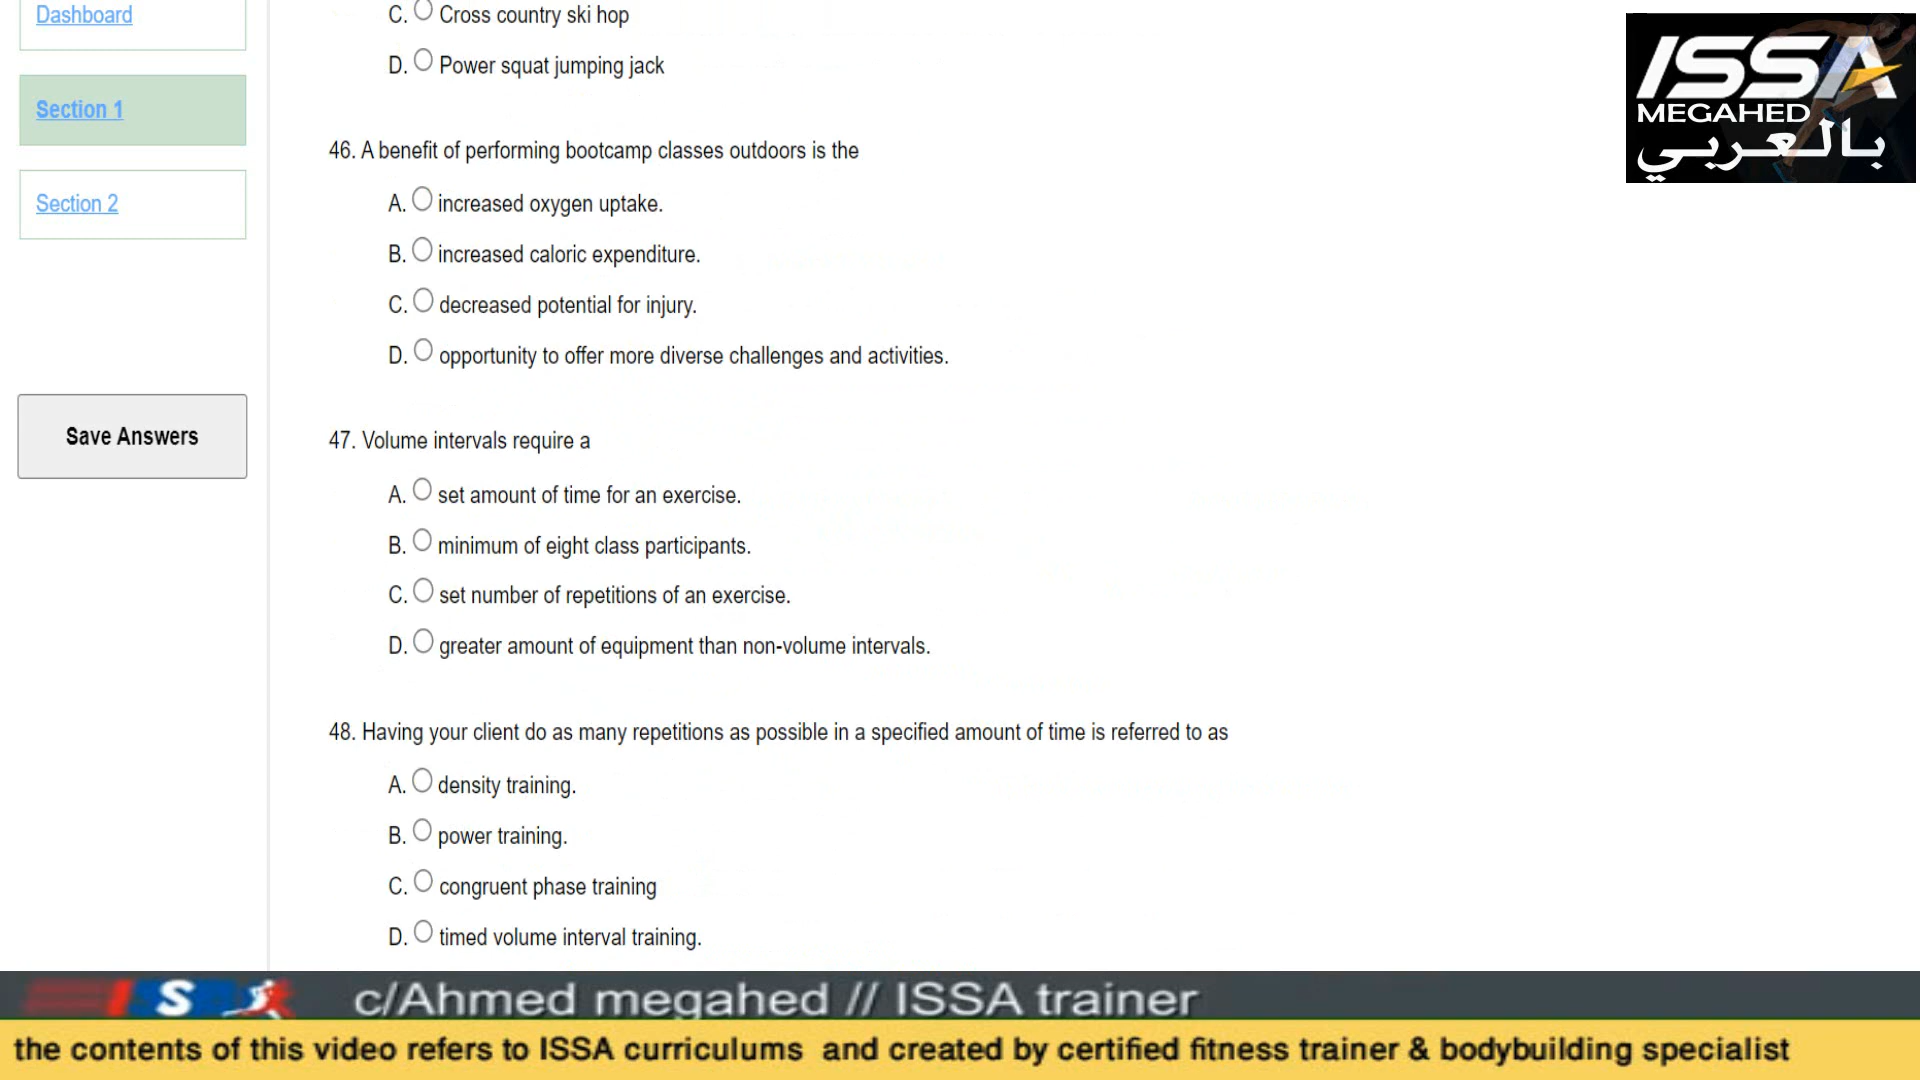 Dashboard
C. Cross country ski hop
D. Power squat jumping jack
ISSA
MEGAHED
بالعربي
Section 1
46. A benefit of performing bootcamp classes outdoors is the
A. increased oxygen uptake.
Section 2
B. increased caloric expenditure.
C. decreased potential for injury.
D. opportunity to offer more diverse challenges and activities.
Save Answers
47. Volume intervals require a
A. set amount of time for an exercise.
B. minimum of eight class participants.
C. set number of repetitions of an exercise.
D. greater amount of equipment than non-volume intervals.
48. Having your client do as many repetitions as possible in a specified amount of time is referred to as
A. density training.
B. power training.
C. congruent phase training
D. timed volume interval training.
c/Ahmed megahed // ISSA trainer
the contents of this video refers to ISSA curriculums and created by certified fitness trainer & bodybuilding specialist